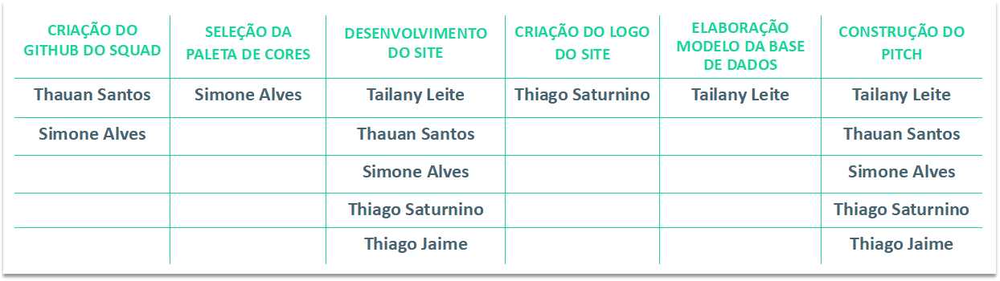 CRIAÇÃO DO
GITHUB DO SQUAD
SELEÇÃO DA
PALETA DE CORES
DESENVOLVIMENTO
DO SITE
CRIAÇÃO DO LOGO
DO SITE
ELABORAÇÃO
MODELO DA BASE
DE DADOS
CONSTRUÇÃO DO
PITCH
Thauan Santos
Simone Alves
Tailany Leite
Thiago Saturnino
Tailany Leite
Tailany Leite
Simone Alves
Thauan Santos
Thauan Santos
Simone Alves
Simone Alves
Thiago Saturnino
Thiago Saturnino
Thiago Jaime
Thiago Jaime